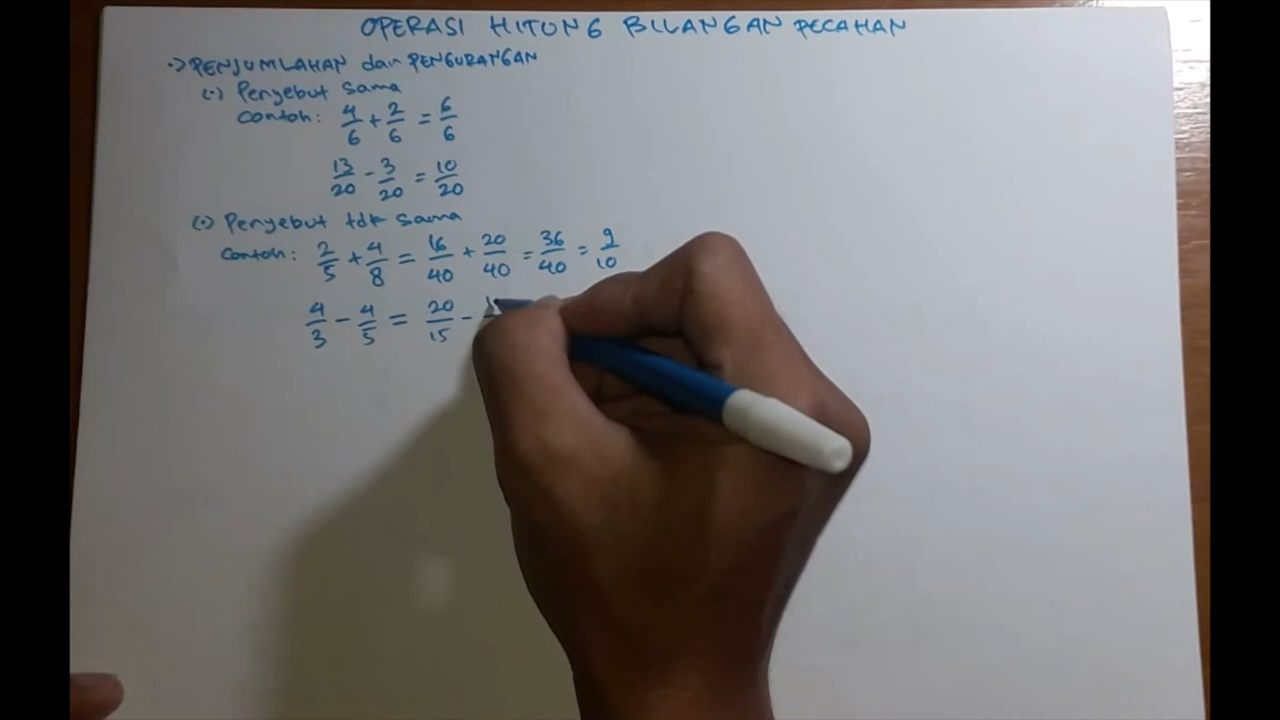 OPERASI HITUNG BILANGAN PECAHAN
•) PENJUMLAHAN dan PENGURANGAN
(•) Penyebut sama
Contoh: 4/6 + 2/6 = 6/6
13/20 - 3/20 = 10/20
(•) Penyebut tdk sama
Contoh: 2/5 + 4/8 = 16/40 + 20/40 = 36/40 = 9/10
4/3 - 4/5 = 20/15 -